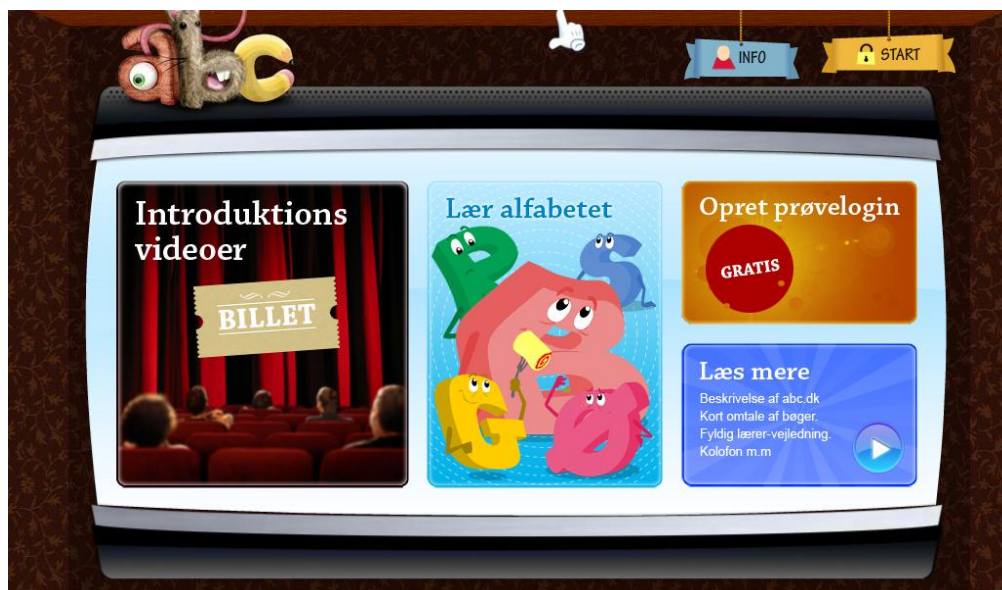 abc
INFO
START
Introduktions
videoer
BILLET
Lær alfabetet
Opret prøvelogin
GRATIS
Læs mere
Beskrivelse af abc.dk
Kort omtale af bøger.
Fyldig lærer-vejledning.
Kolofon m.m